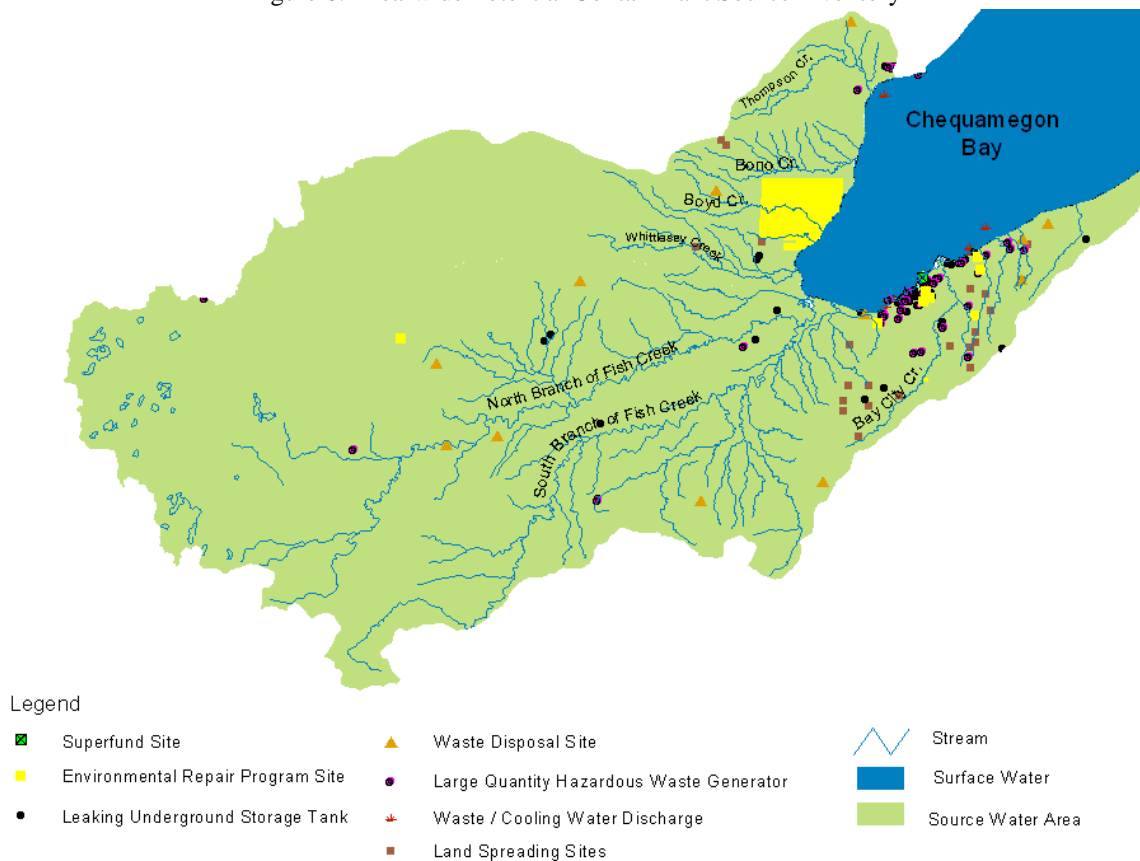 Thompson Cr.
Chequamegon
Bay
Bono Cr.
Boyd Cr.
Whittlesey Creek
North Branch of Fish Creek
South Branch of Fish Creek
Bay City Cr.
Legend
Superfund Site
Environmental Repair Program Site
Leaking Underground Storage Tank
Waste Disposal Site
Large Quantity Hazardous Waste Generator
Waste / Cooling Water Discharge
Land Spreading Sites
Stream
Surface Water
Source Water Area